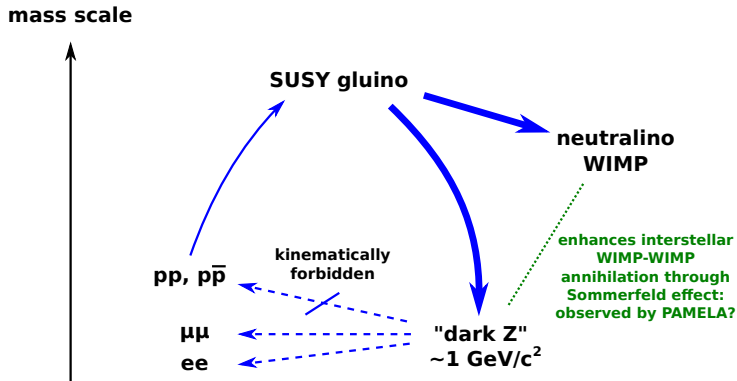 mass scale
SUSY gluino
neutralino
WIMP
enhances interstellar
WIMP-WIMP
annihilation through
Sommerfeld effect:
observed by PAMELA?
kinematically
forbidden
pp, pp̅
μμ
ee
"dark Z"
~1 GeV/c²